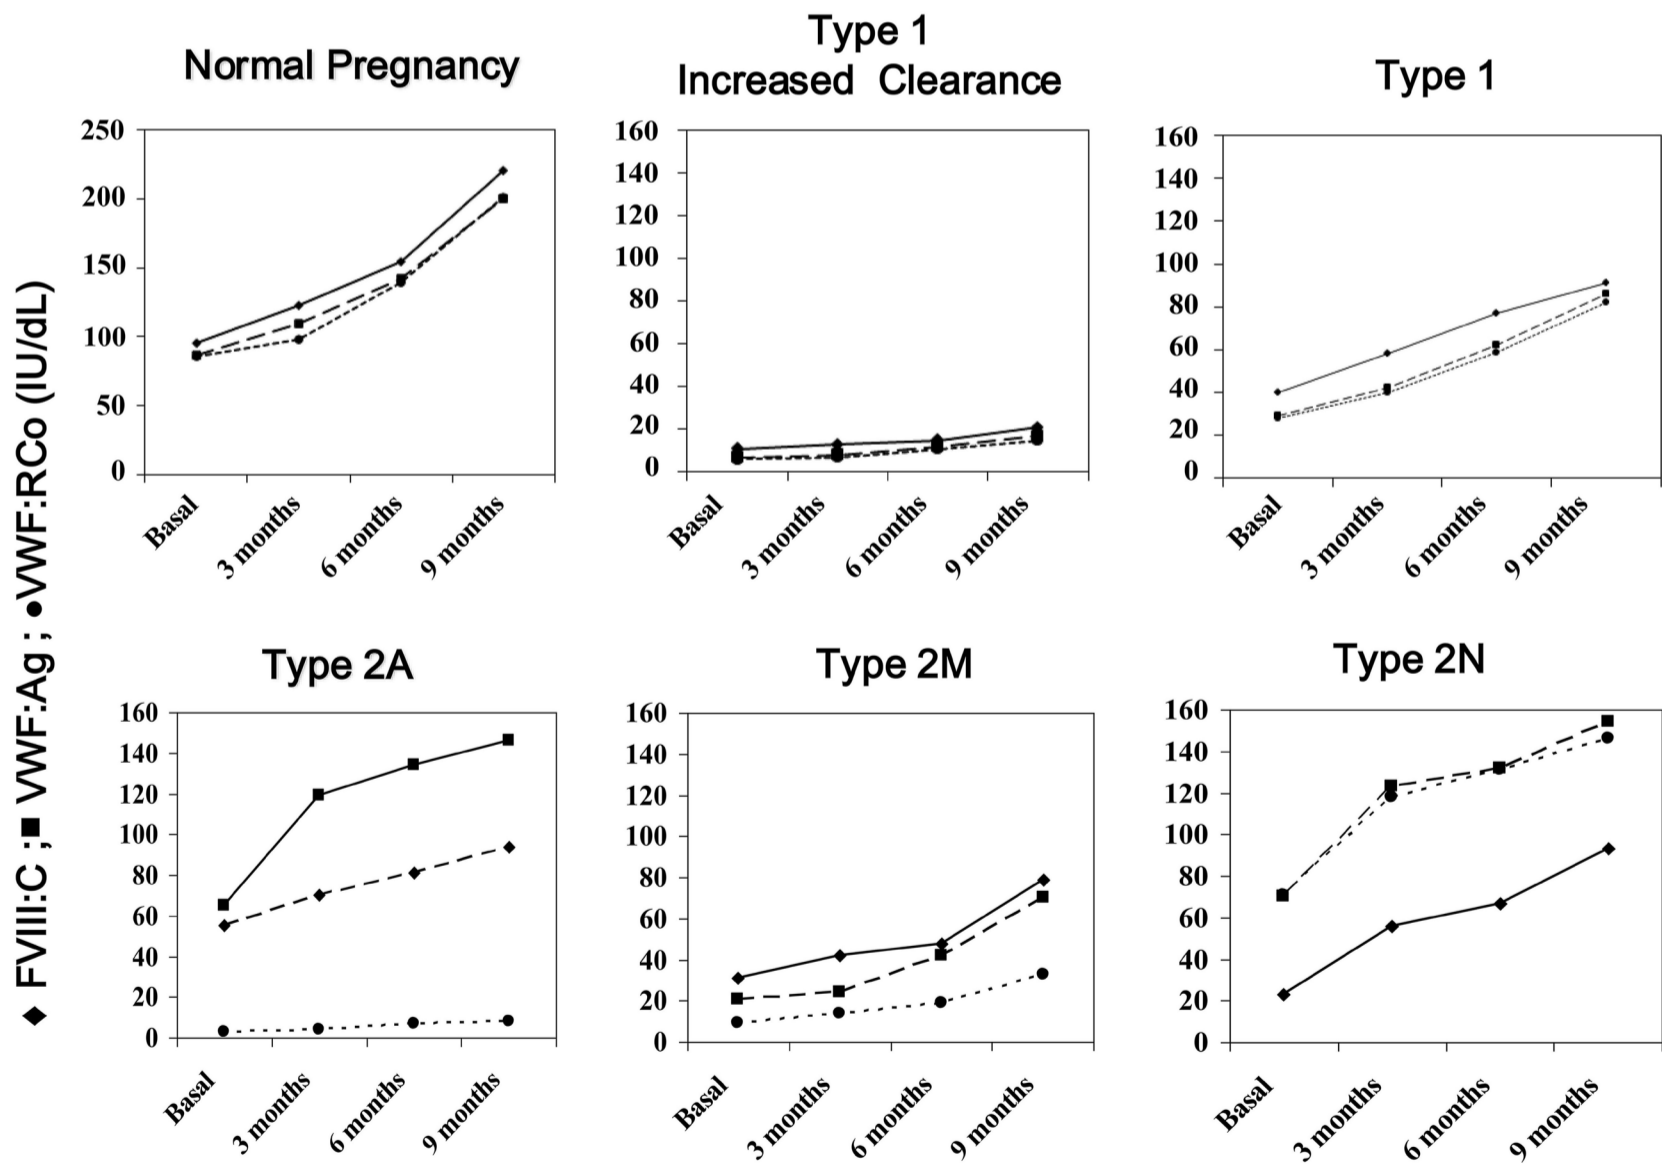 ◆ FVIII:C ;■ VWF:Ag ; ●VWF:RCo (IU/dL)
Normal Pregnancy
250
200
150
100
50
0
Basal
3 months
6 months
9 months
Type 1
Increased Clearance
160
140
120
100
80
60
40
20
0
Basal
3 months
6 months
9 months
Type 1
160
140
120
100
80
60
40
20
0
Basal
3 months
6 months
9 months
Type 2A
160
140
120
100
80
60
40
20
0
Basal
3 months
6 months
9 months
Type 2M
160
140
120
100
80
60
40
20
0
Basal
3 months
6 months
9 months
Type 2N
160
140
120
100
80
60
40
20
0
Basal
3 months
6 months
9 months